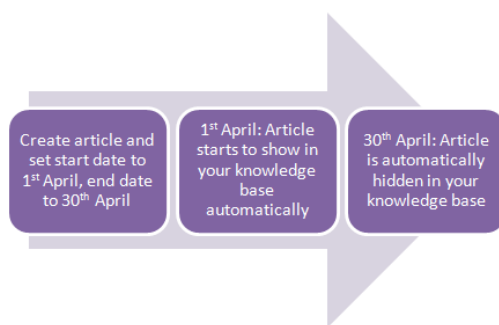 Create article and
set start date to
1st April, end date
to 30th April
1st April: Article
starts to show in
your knowledge
base
automatically
30th April: Article
is automatically
hidden in your
knowledge base